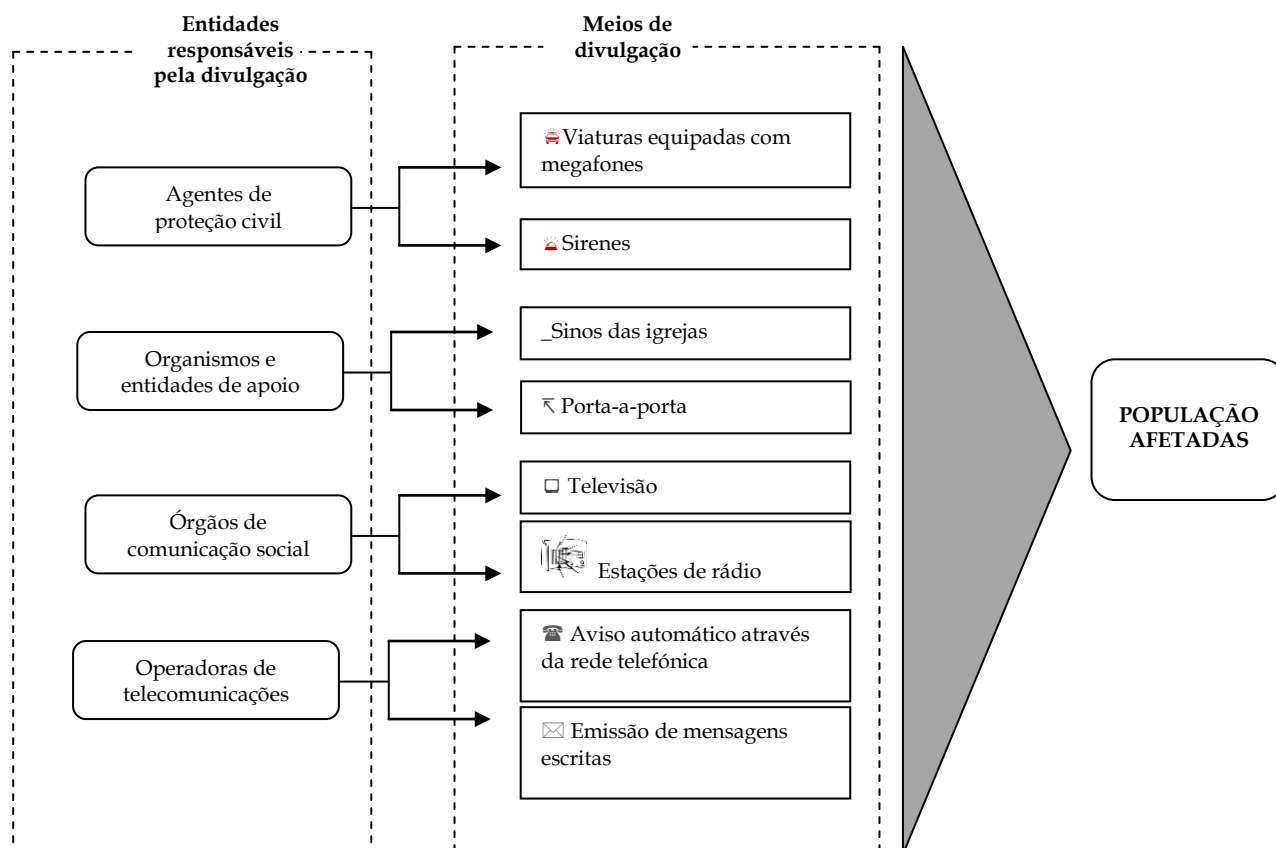 Entidades
responsáveis
pela divulgação
Meios de
divulgação
Agentes de
proteção civil
Viaturas equipadas com
megafones
Sirenes
Organismos e
entidades de apoio
_Sinos das igrejas
Porta-a-porta
Órgãos de
comunicação social
Televisão
Estações de rádio
Operadoras de
telecomunicações
Aviso automático através
da rede telefónica
Emissão de mensagens
escritas
POPULAÇÃO
AFETADAS